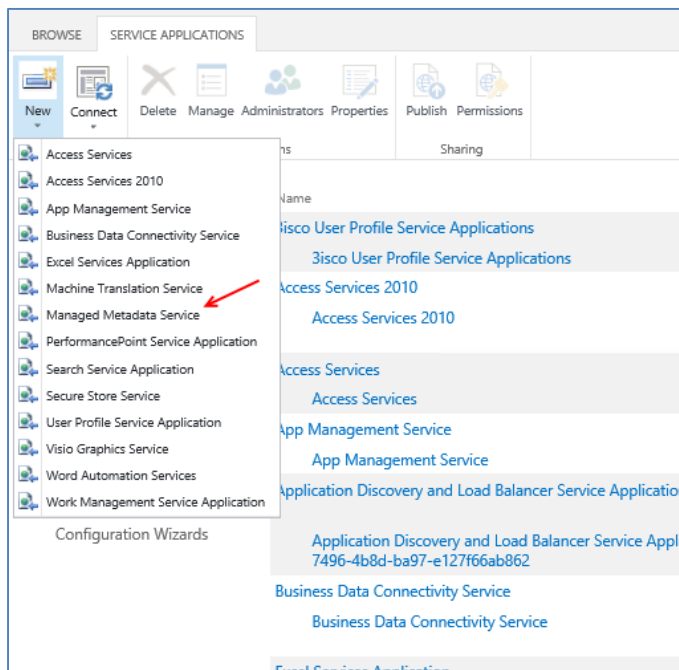 BROWSE SERVICE APPLICATIONS
New Connect Delete Manage Administrators Properties Publish Permissions
ns Sharing
Access Services
Access Services 2010
App Management Service
Business Data Connectivity Service
Excel Services Application
Machine Translation Service
Managed Metadata Service
PerformancePoint Service Application
Search Service Application
Secure Store Service
User Profile Service Application
Visio Graphics Service
Word Automation Services
Work Management Service Application
Configuration Wizards
Name
3isco User Profile Service Applications
3isco User Profile Service Applications
Access Services 2010
Access Services 2010
Access Services
Access Services
App Management Service
App Management Service
Application Discovery and Load Balancer Service Applicatio
Application Discovery and Load Balancer Service Appl
7496-4b8d-ba97-e127f66ab862
Business Data Connectivity Service
Business Data Connectivity Service
Excel Services Application